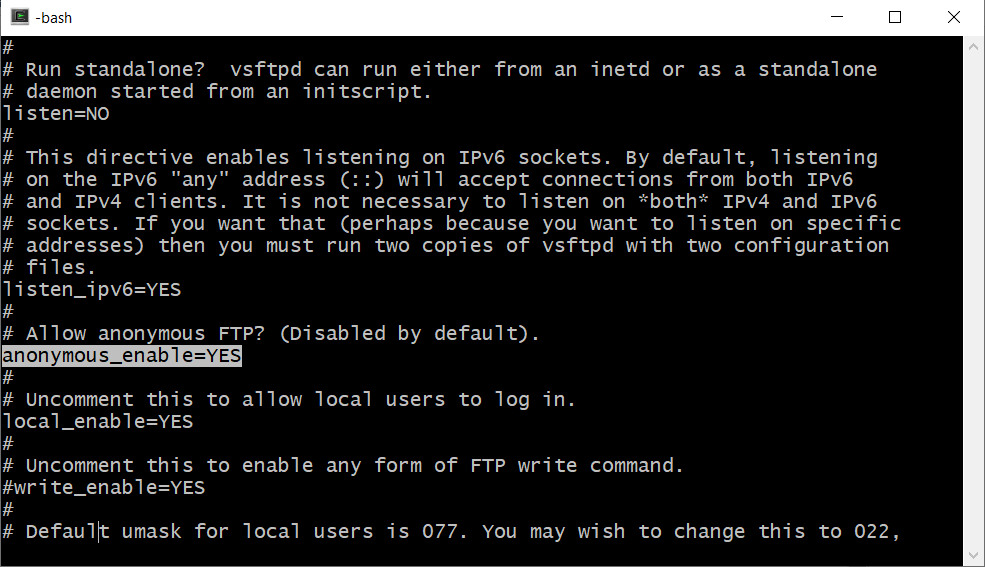 -bash
#
# Run standalone?  vsftpd can run either from an inetd or as a standalone
# daemon started from an initscript.
listen=NO
#
# This directive enables listening on IPv6 sockets. By default, listening
# on the IPv6 "any" address (::) will accept connections from both IPv6
# and IPv4 clients. It is not necessary to listen on *both* IPv4 and IPv6
# sockets. If you want that (perhaps because you want to listen on specific
# addresses) then you must run two copies of vsftpd with two configuration
# files.
listen_ipv6=YES
#
# Allow anonymous FTP? (Disabled by default).
anonymous_enable=YES
#
# Uncomment this to allow local users to log in.
local_enable=YES
#
# Uncomment this to enable any form of FTP write command.
#write_enable=YES
#
# Default umask for local users is 077. You may wish to change this to 022,